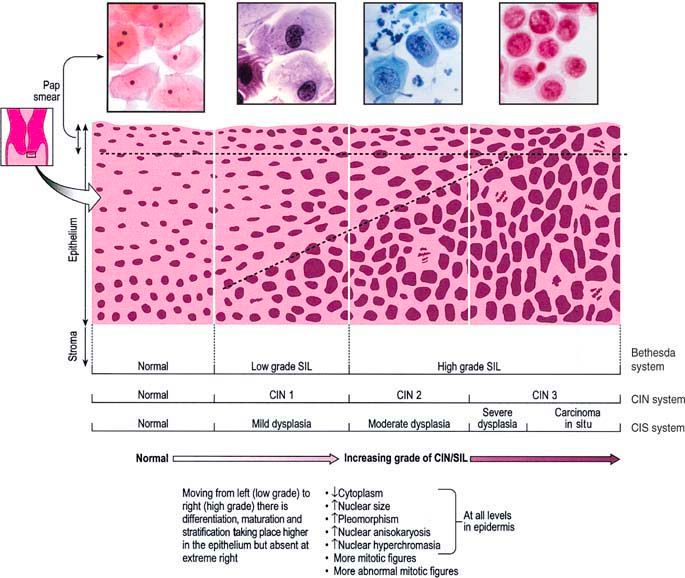 Pap
smear
Epithelium
Stroma
Normal
Low grade SIL
High grade SIL
Bethesda
system
Normal
CIN 1
CIN 2
CIN 3
CIN system
Normal
Mild dysplasia
Moderate dysplasia
Severe
dysplasia
Carcinoma
in situ
CIS system
Normal
Increasing grade of CIN/SIL
Moving from left (low grade) to
right (high grade) there is
differentiation, maturation and
stratification taking place higher
in the epithelium but absent at
extreme right
• ↓Cytoplasm
• ↑Nuclear size
• ↑Pleomorphism
• ↑Nuclear anisokaryosis
• ↑Nuclear hyperchromasia
• More mitotic figures
• More abnormal mitotic figures
At all levels
in epidermis